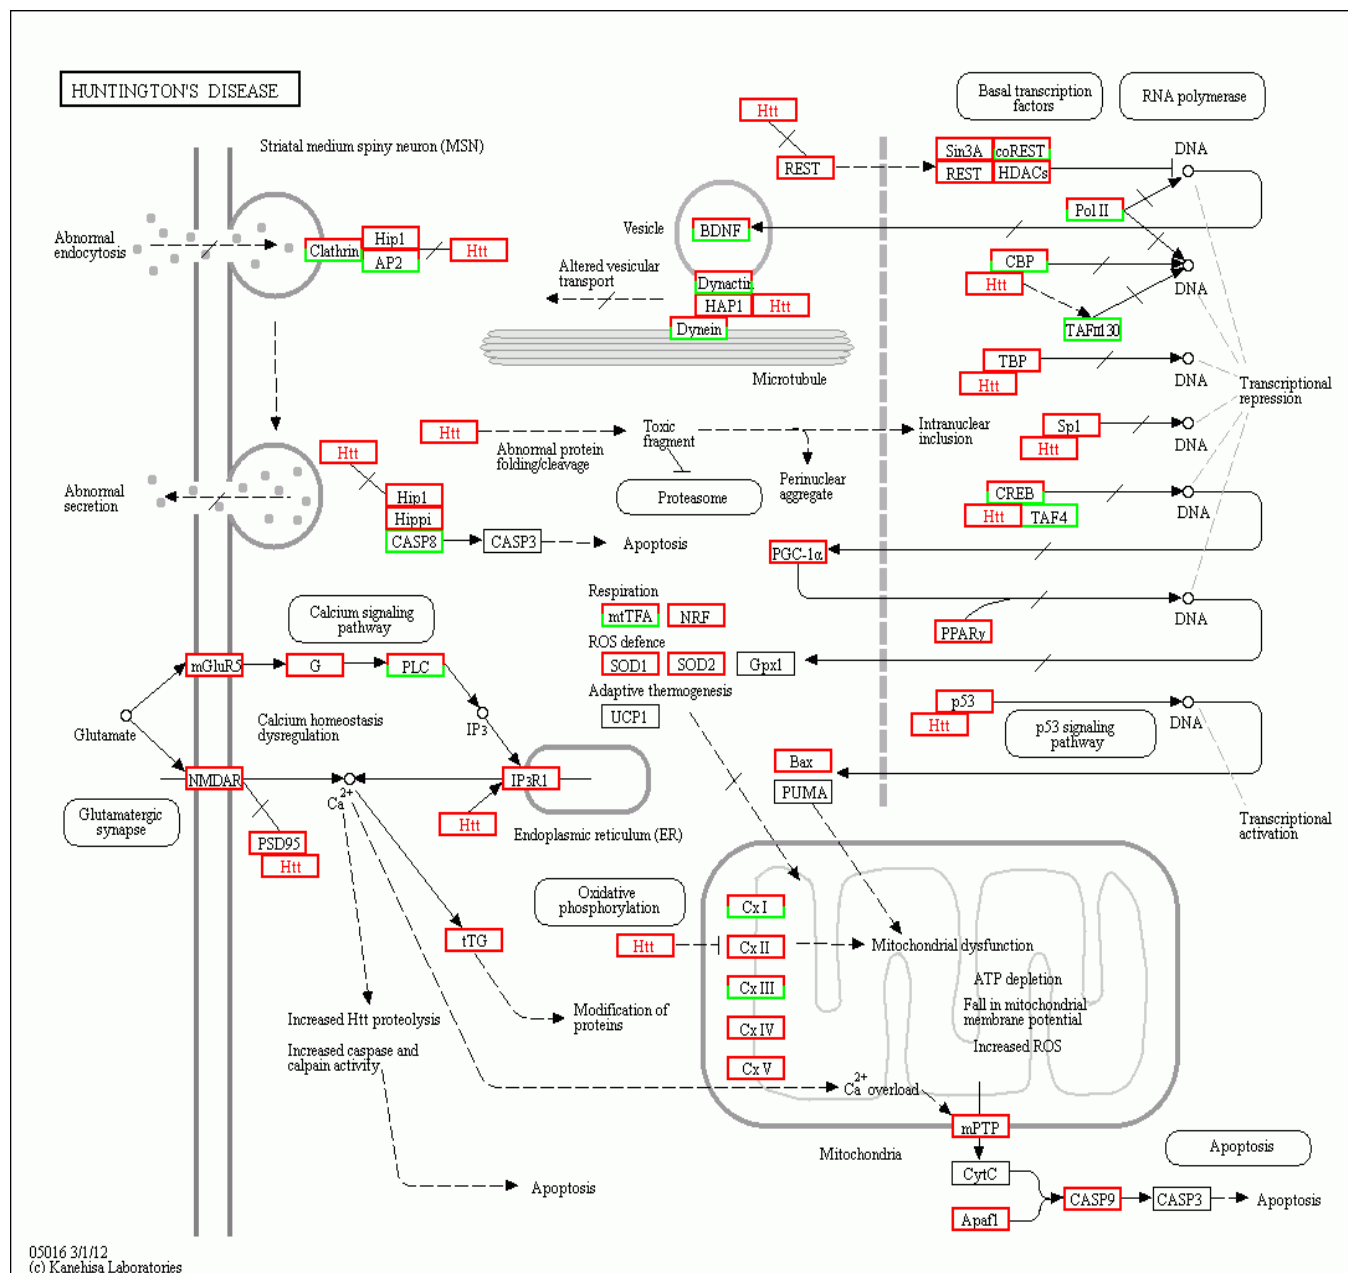 HUNTINGTON'S DISEASE
Basal transcription
factors
RNA polymerase
Striatal medium spiny neuron (MSN)
Htt
REST
Sin3A
coREST
REST
HDACs
DNA
Pol II
Vesicle
BDNF
Abnormal
endocytosis
Clathrin
Hip1
AP2
Htt
Altered vesicular
transport
Dynactin
HAP1
Htt
Dynein
Microtubule
CBP
Htt
DNA
TAFII130
TBP
Htt
DNA
Transcriptional
repression
Htt
Abnormal protein
folding/cleavage
Toxic
fragment
Intranuclear
inclusion
Perinuclear
aggregate
Proteasome
Sp1
Htt
DNA
Abnormal
secretion
Htt
Hip1
Hippi
CASP8
CASP3
Apoptosis
CREB
Htt
TAF4
DNA
PGC-1α
PPARγ
DNA
Respiration
mtTFA
NRF
ROS defence
SOD1
SOD2
Gpx1
Adaptive thermogenesis
UCP1
Calcium signaling
pathway
mGluR5
G
PLC
Glutamate
Calcium homeostasis
dysregulation
IP3
NMDAR
Ca2+
IP3R1
Htt
Endoplasmic reticulum (ER)
Glutamatergic
synapse
PSD95
Htt
p53
Htt
p53 signaling
pathway
DNA
Bax
PUMA
Transcriptional
activation
Oxidative
phosphorylation
Htt
tTG
Cx I
Cx II
Cx III
Cx IV
Cx V
Mitochondrial dysfunction
ATP depletion
Fall in mitochondrial
membrane potential
Increased ROS
Modification of
proteins
Increased Htt proteolysis
Increased caspase and
calpain activity
Ca2+ overload
mPTP
Mitochondria
Apoptosis
CytC
Apaf1
CASP9
CASP3
Apoptosis
Apoptosis
05016 3/1/12
(c) Kanehisa Laboratories